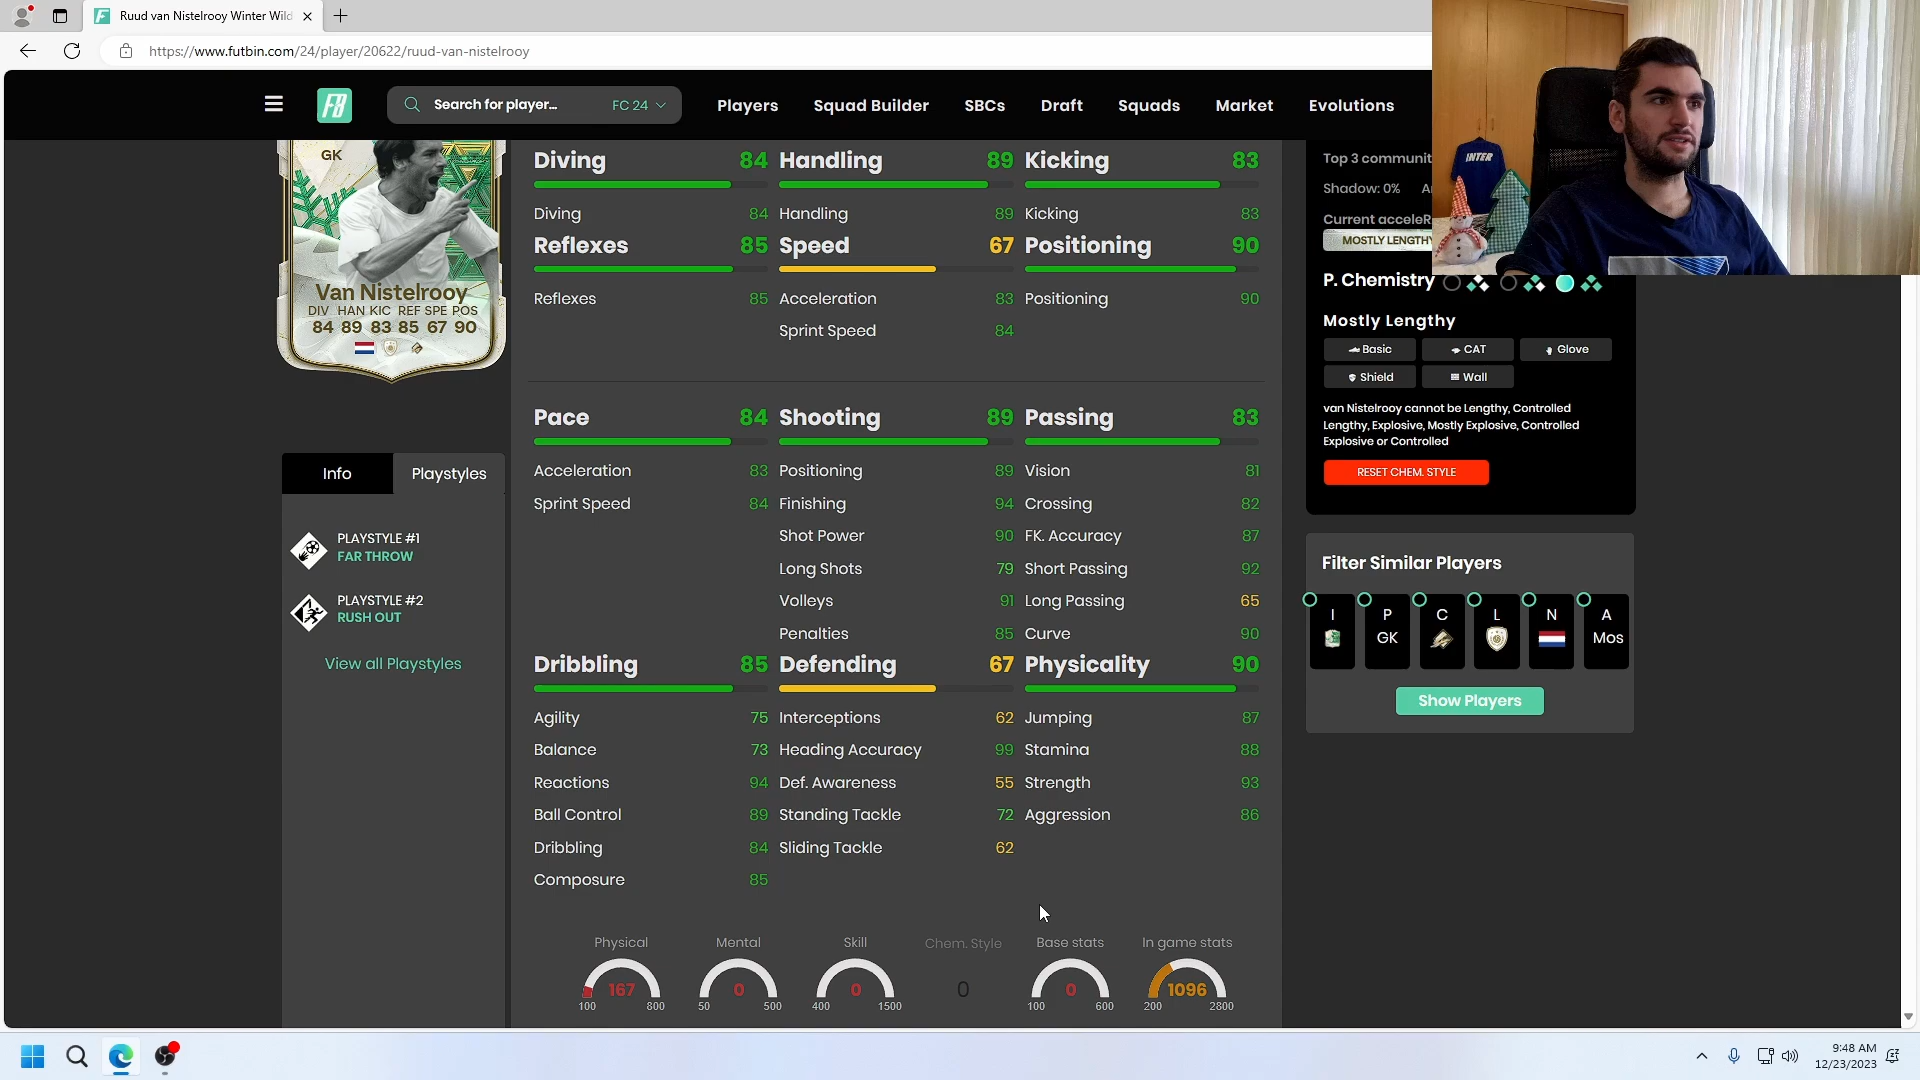 Ruud van Nistelrooy Winter Wild
https://www.futbin.com/24/player/20622/ruud-van-nistelrooy
Search for player... FC 24
Players Squad Builder SBCs Draft Squads Market Evolutions
GK
Van Nistelrooy
DIV HAN KIC REF SPE POS
84 89 83 85 67 90
Info Playstyles
PLAYSTYLE #1
FAR THROW
PLAYSTYLE #2
RUSH OUT
View all Playstyles
Diving 84 Handling 89 Kicking 83
Diving 84 Handling 89 Kicking 83
Reflexes 85 Speed 67 Positioning 90
Reflexes 85 Acceleration 83 Positioning 90
Sprint Speed 84
Pace 84 Shooting 89 Passing 83
Acceleration 83 Positioning 89 Vision 81
Sprint Speed 84 Finishing 94 Crossing 82
Shot Power 90 FK. Accuracy 87
Long Shots 79 Short Passing 92
Volleys 91 Long Passing 65
Penalties 85 Curve 90
Dribbling 85 Defending 67 Physicality 90
Agility 75 Interceptions 62 Jumping 87
Balance 73 Heading Accuracy 99 Stamina 88
Reactions 94 Def. Awareness 55 Strength 93
Ball Control 89 Standing Tackle 72 Aggression 86
Dribbling 84 Sliding Tackle 62
Composure 85
Physical Mental Skill Chem. Style Base stats In game stats
167 0 0 0 0 1096
100 800 50 500 400 1500 100 600 200 2800
Top 3 communit
Shadow: 0%
Current acceleR
MOSTLY LENGTHY
P. Chemistry
Mostly Lengthy
Basic CAT Glove
Shield Wall
van Nistelrooy cannot be Lengthy, Controlled
Lengthy, Explosive, Mostly Explosive, Controlled
Explosive or Controlled
RESET CHEM. STYLE
Filter Similar Players
I P C L N A
GK Mos
Show Players
INTER
9:48 AM
12/23/2023